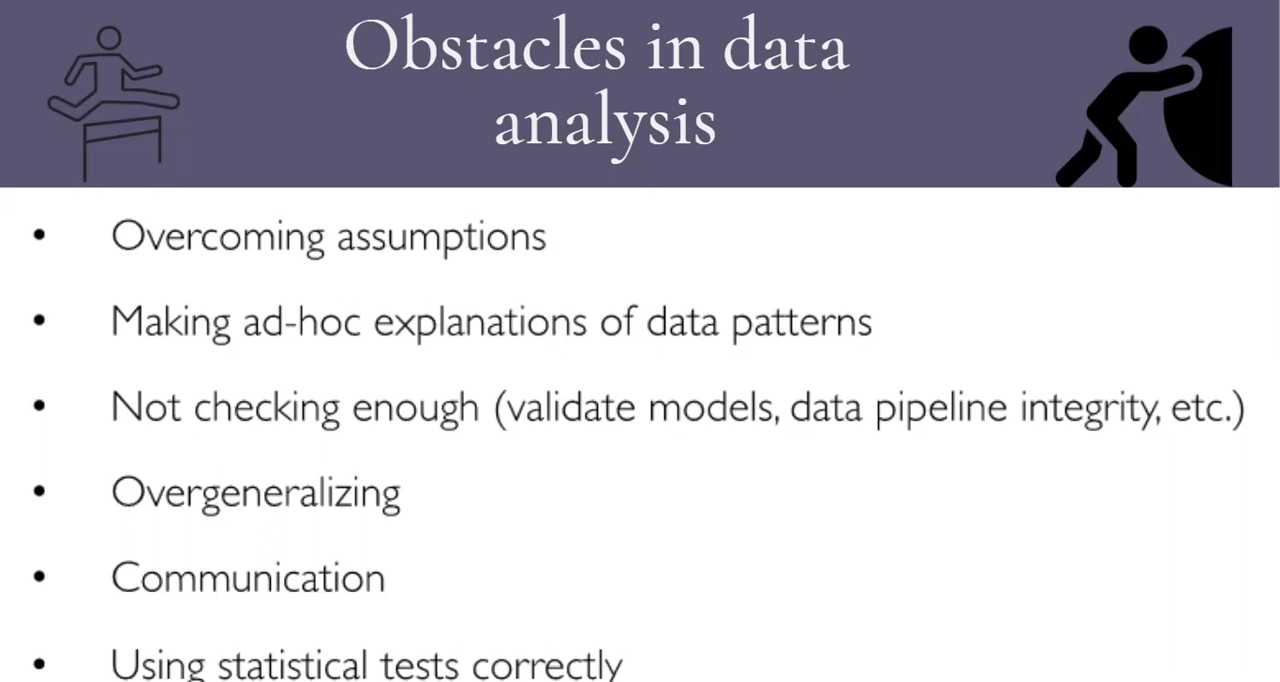 Obstacles in data
analysis
• Overcoming assumptions
• Making ad-hoc explanations of data patterns
• Not checking enough (validate models, data pipeline integrity, etc.)
• Overgeneralizing
• Communication
• Using statistical tests correctly